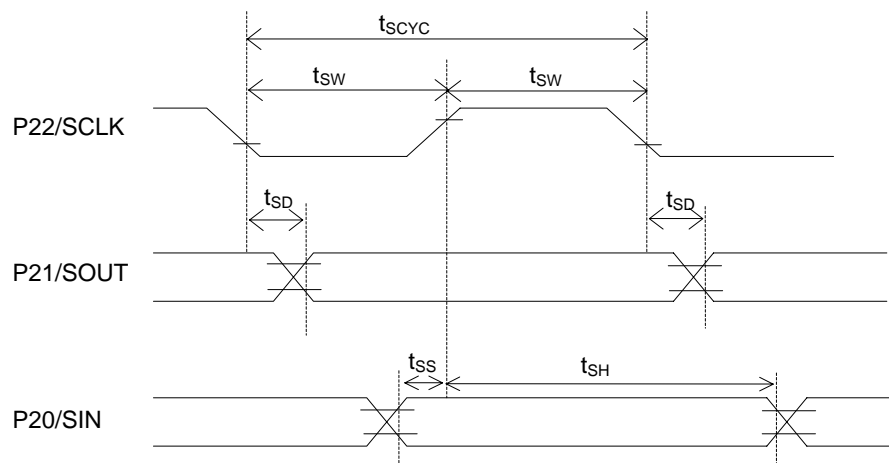 tSCYC
tSW tSW
P22/SCLK
tSD tSD
P21/SOUT
tSS tSH
P20/SIN